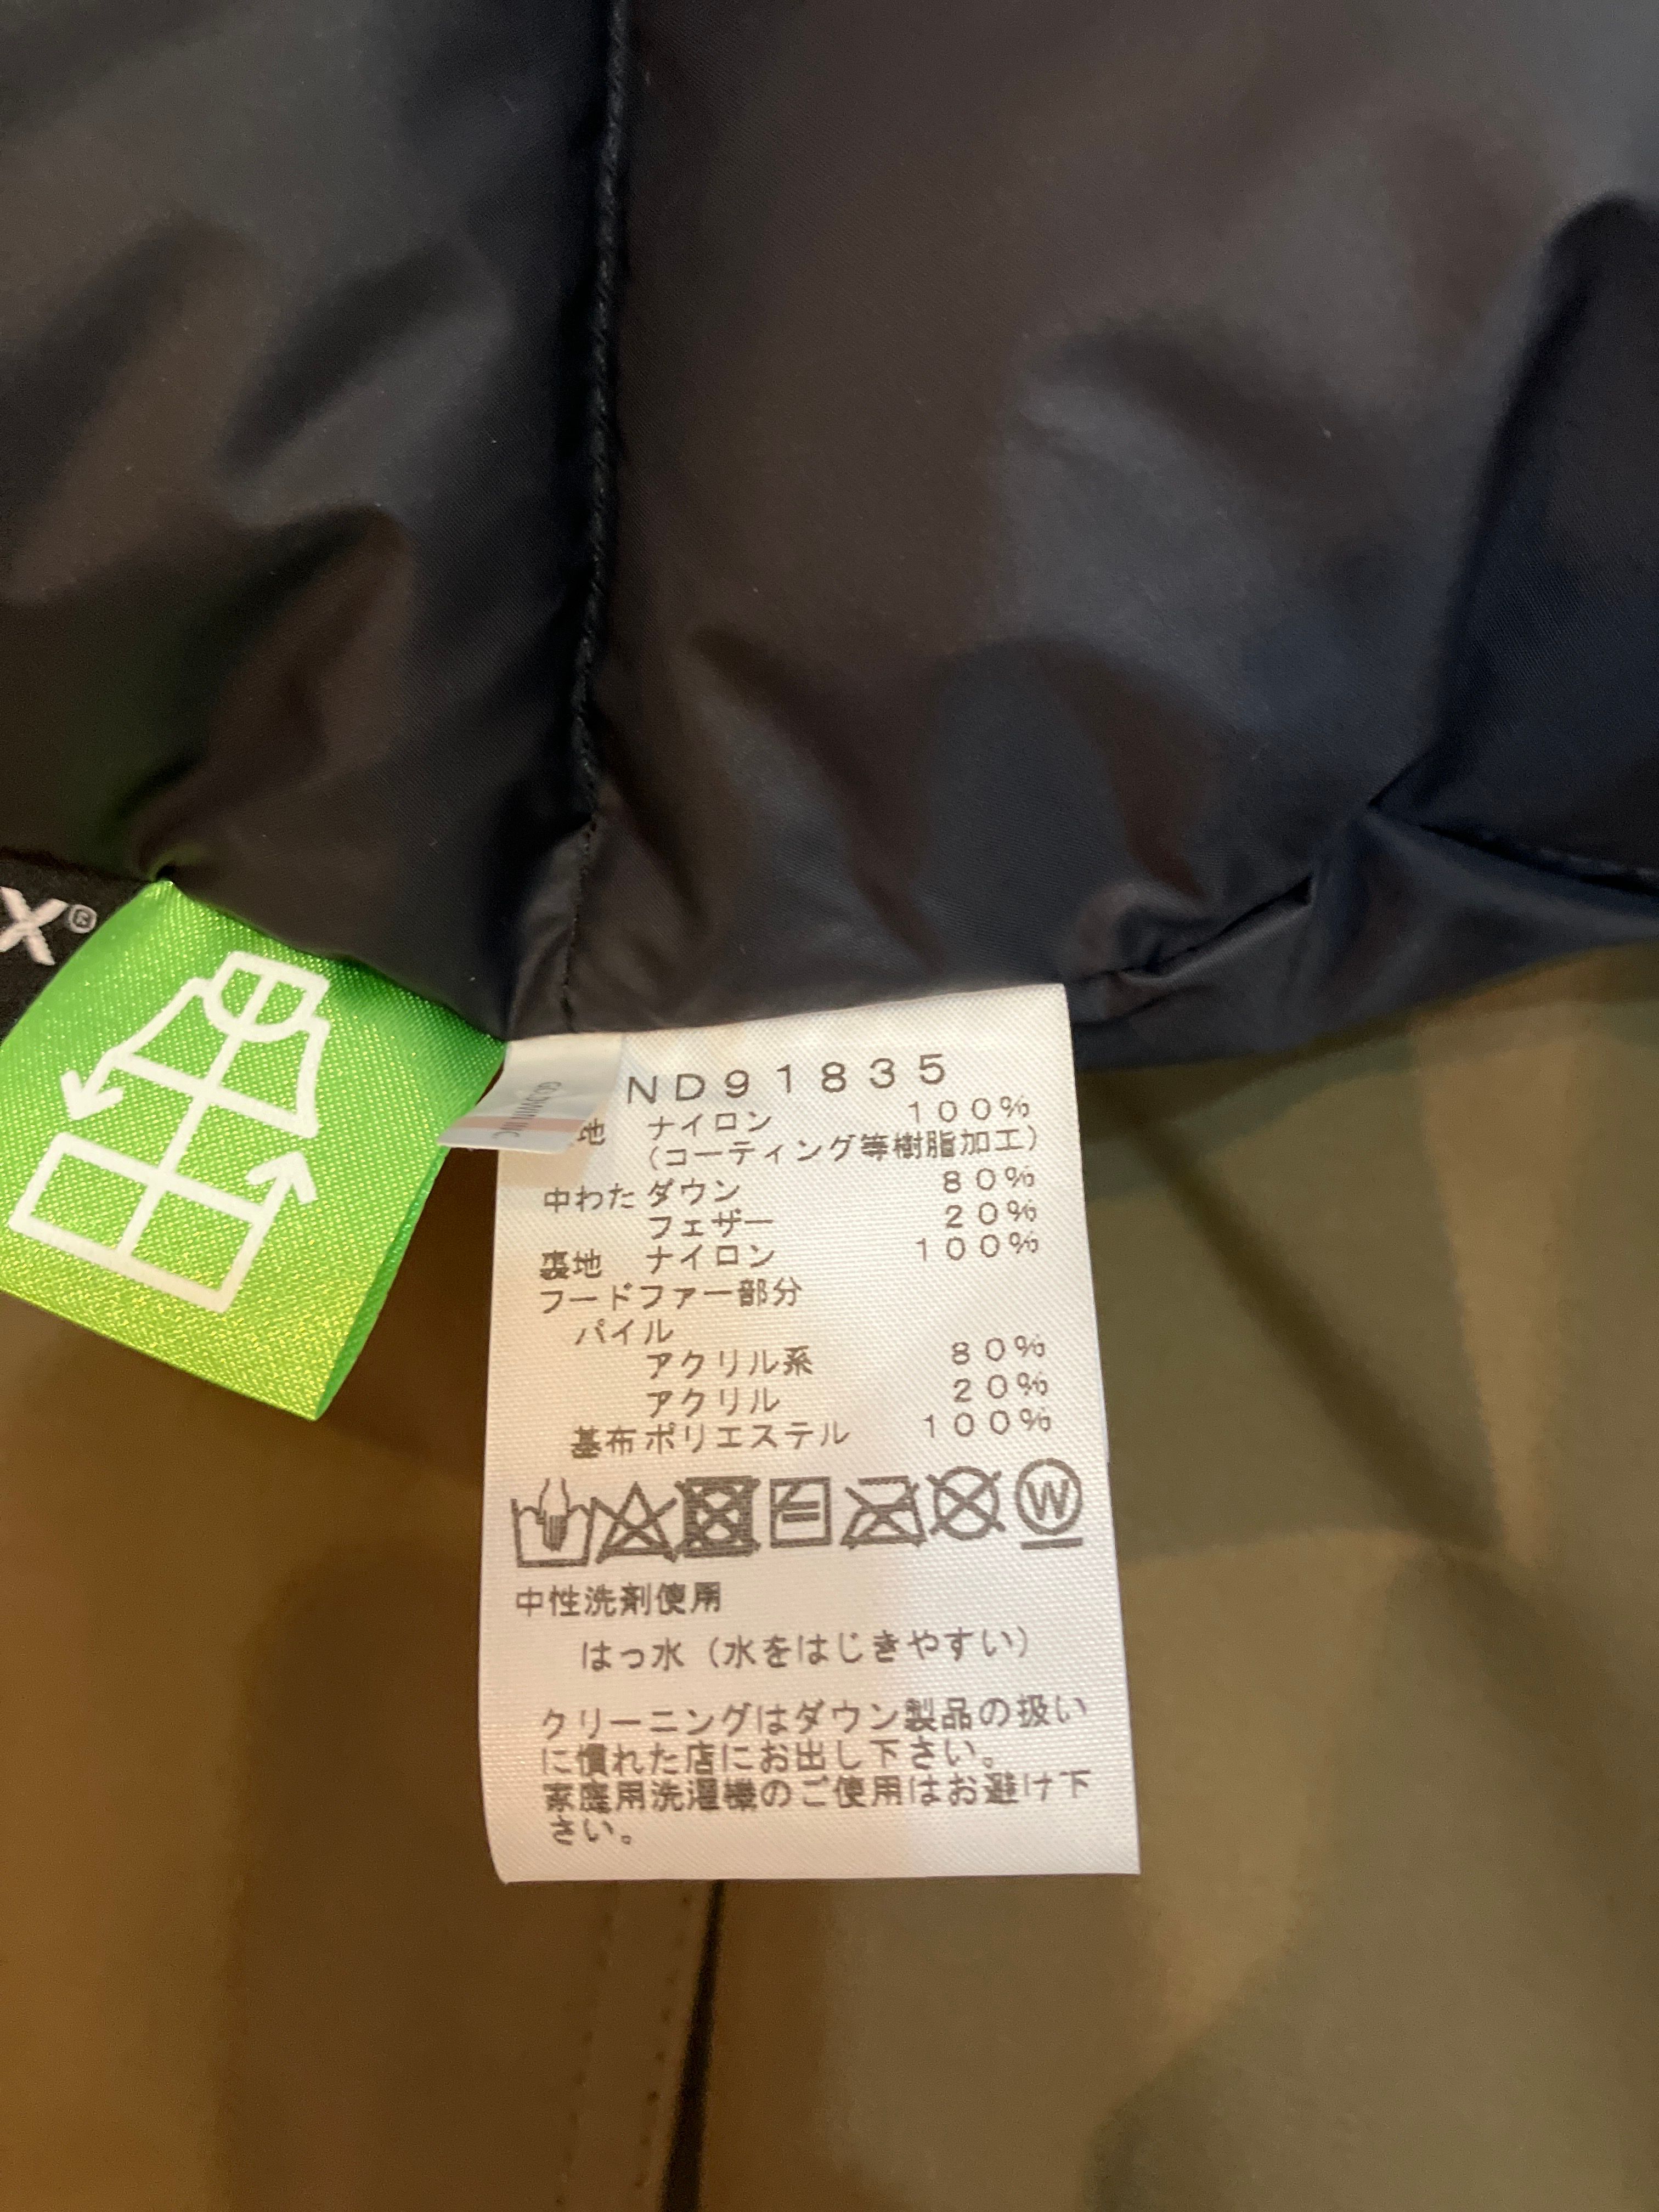 X®
ND91835
地 ナイロン 100%
(コーティング等樹脂加工)
中わた ダウン 80%
フェザー 20%
裏地 ナイロン 100%
フードファー部分
パイル
アクリル系 80%
アクリル 20%
基布 ポリエステル 100%
W
中性洗剤使用
はっ水(水をはじきやすい)
クリーニングはダウン製品の扱い
に慣れた店にお出し下さい。
家庭用洗濯機のご使用はお避け下
さい。